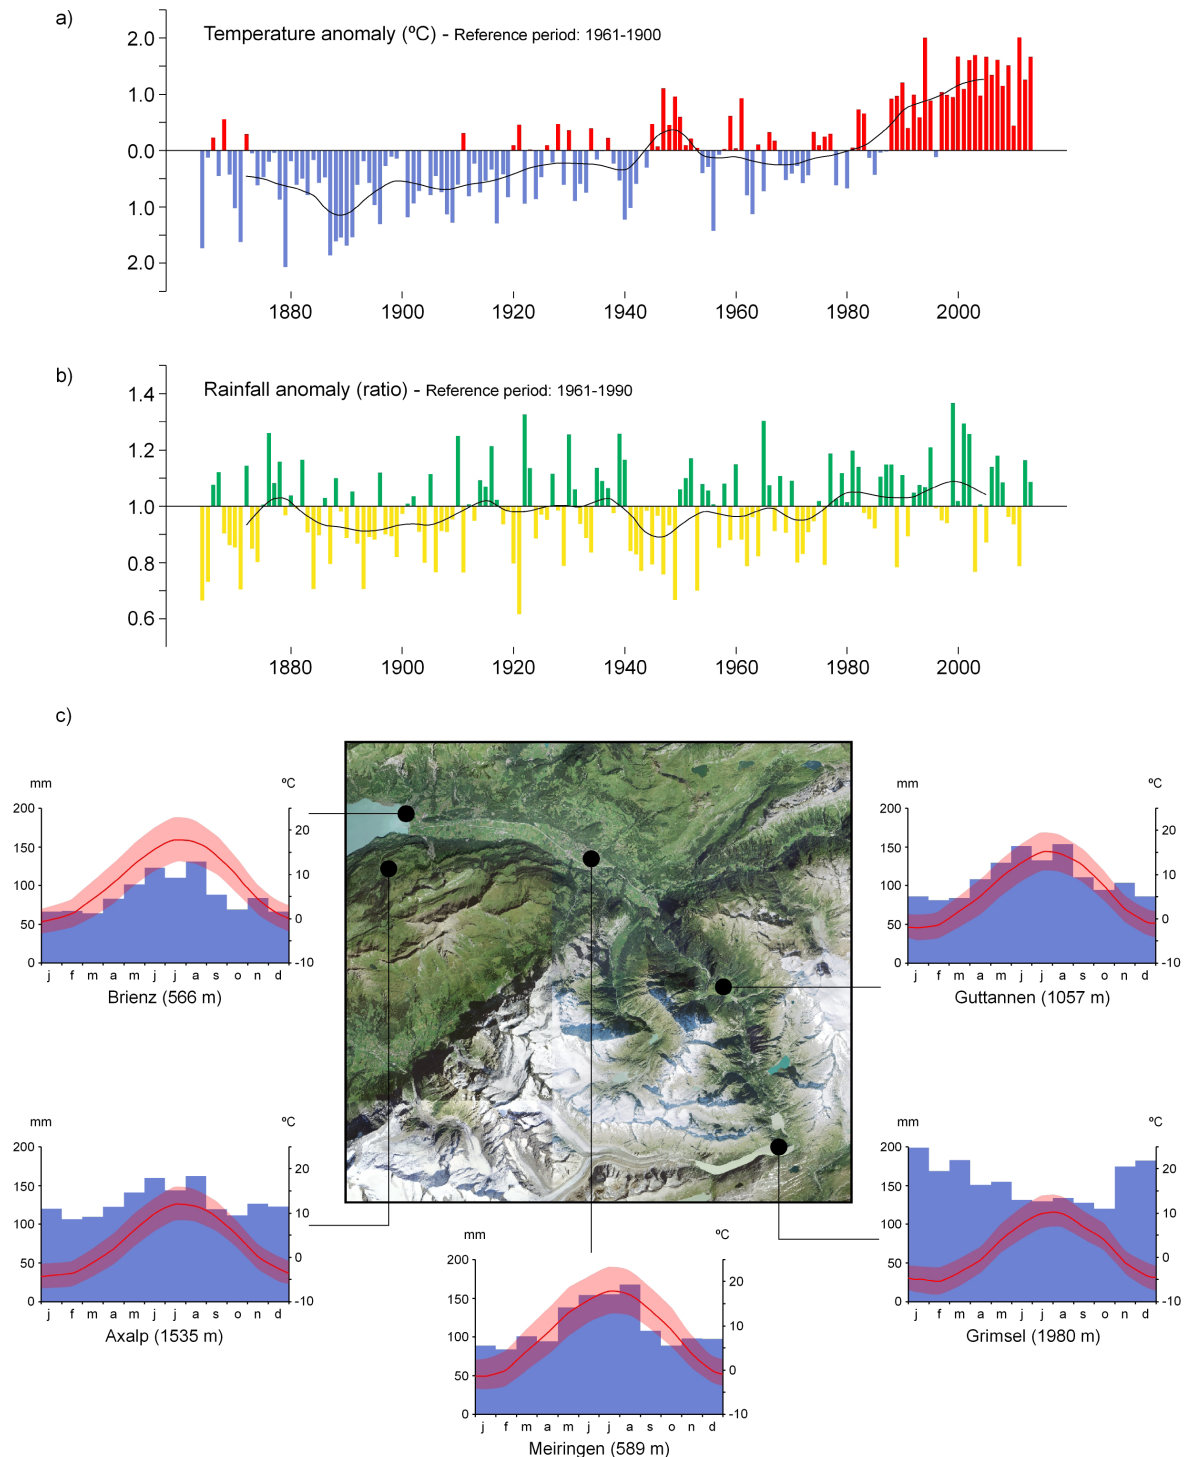 a)
Temperature anomaly (ºC) - Reference period: 1961-1900
2.0
1.0
0.0
1.0
2.0
1880 1900 1920 1940 1960 1980 2000
b)
Rainfall anomaly (ratio) - Reference period: 1961-1990
1.4
1.2
1.0
0.8
0.6
1880 1900 1920 1940 1960 1980 2000
c)
mm ºC
200
150
100
50
0
20
10
0
-10
j f m a m j j a s o n d
Brienz (566 m)
mm ºC
200
150
100
50
0
20
10
0
-10
j f m a m j j a s o n d
Guttannen (1057 m)
mm ºC
200
150
100
50
0
20
10
0
-10
j f m a m j j a s o n d
Axalp (1535 m)
mm ºC
200
150
100
50
0
20
10
0
-10
j f m a m j j a s o n d
Meiringen (589 m)
mm ºC
200
150
100
50
0
20
10
0
-10
j f m a m j j a s o n d
Grimsel (1980 m)